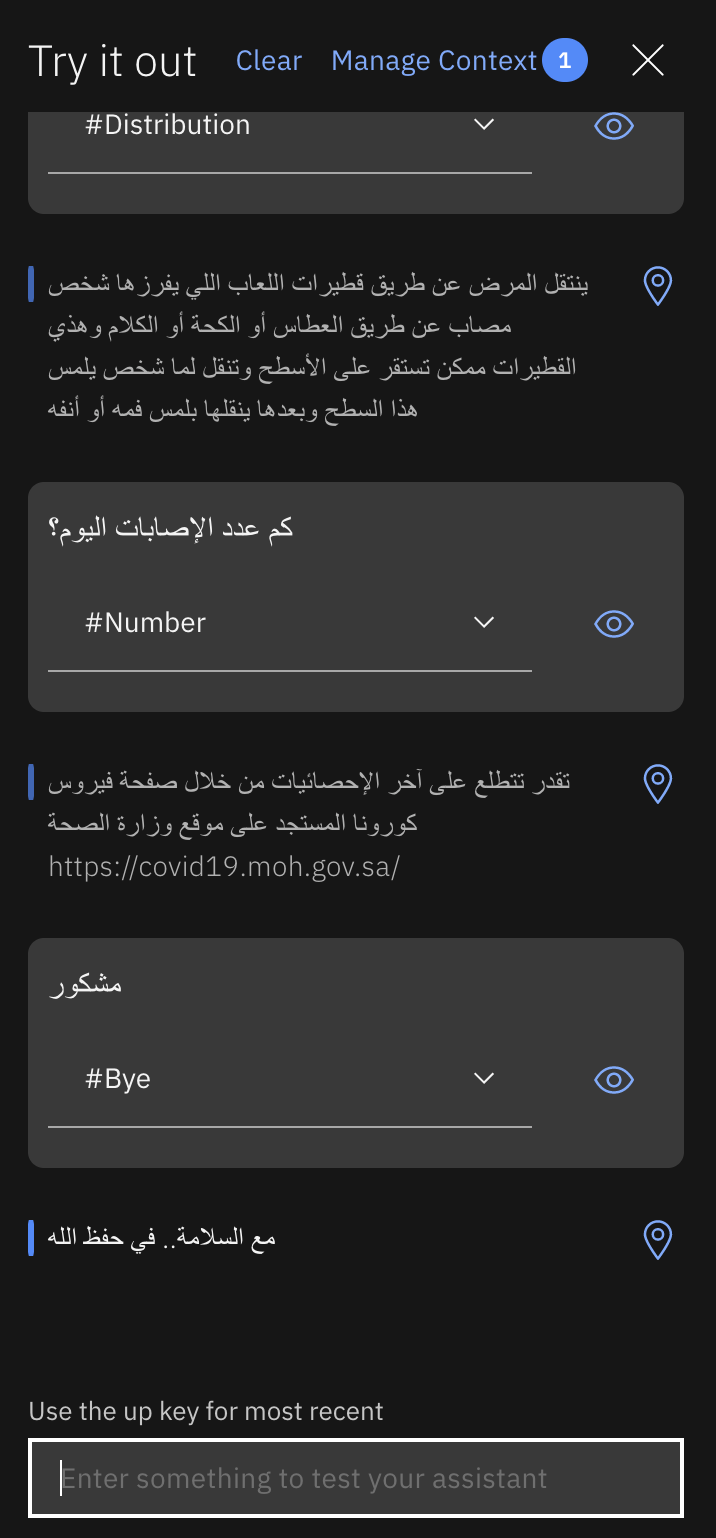 Try it out
Clear
Manage Context 1
#Distribution
ينتقل المرض عن طريق قطيرات اللعاب اللي يفرزها شخص
مصاب عن طريق العطاس أو الكحة أو الكلام وهذي
القطيرات ممكن تستقر على الأسطح وتنقل لما شخص يلمس
هذا السطح وبعدها ينقلها بلمس فمه أو أنفه
كم عدد الإصابات اليوم؟
#Number
تقدر تتطلع على آخر الإحصائيات من خلال صفحة فيروس
كورونا المستجد على موقع وزارة الصحة
https://covid19.moh.gov.sa/
مشكور
#Bye
مع السلامة.. في حفظ الله
Use the up key for most recent
Enter something to test your assistant